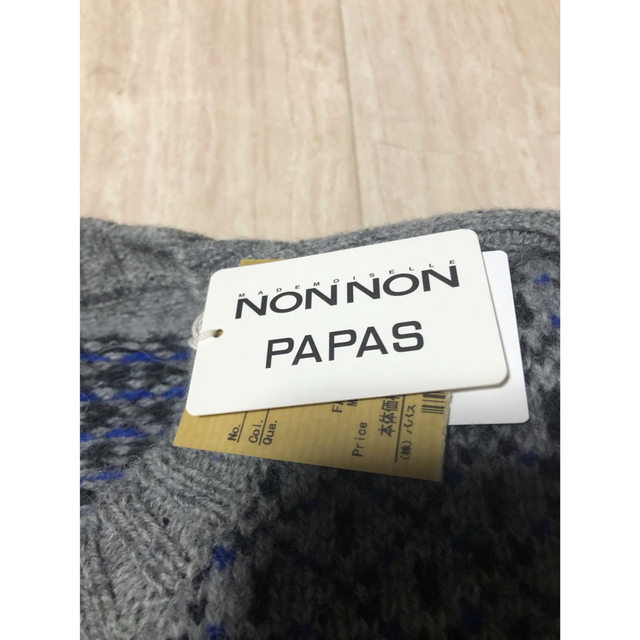 MADEMOISELLE
NONNON
PAPAS
No.
Col.
Qua.
Price
本体価
(株)パパス